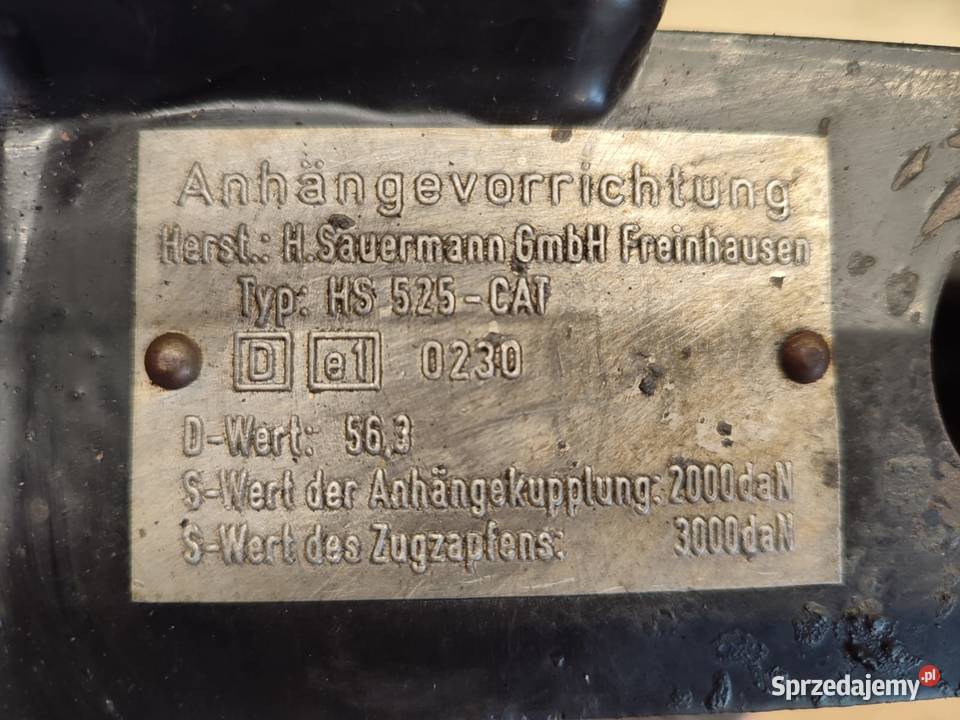 Anhängevorrichtung
Herst.: H.Sauermann GmbH Freinhausen
Typ: HS 525-CAT
D e1 0230
D-Wert: 56,3
S-Wert der Anhängekupplung: 2000daN
S-Wert des Zugzapfens: 3000daN
Sprzedajemy.pl